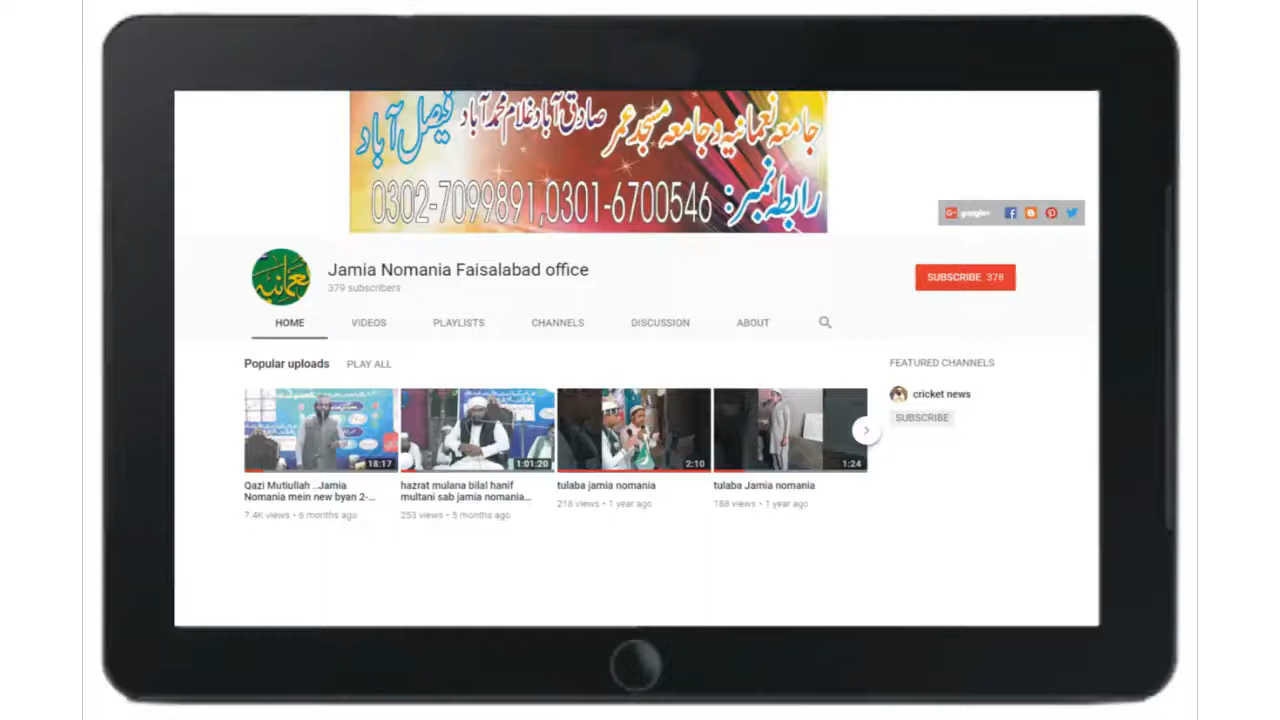 جامعہ نعمانیہ و جامعہ مسجد عمر صادق آباد غلام محمد آباد فیصل آباد
رابطہ نمبر: 0302-7099891,0301-6700546
google+
Jamia Nomania Faisalabad office
379 subscribers
SUBSCRIBE 378
HOME VIDEOS PLAYLISTS CHANNELS DISCUSSION ABOUT
Popular uploads PLAY ALL
FEATURED CHANNELS
cricket news
SUBSCRIBE
18:17
1:01:20
2:10
1:24
Qazi Mutiullah ..Jamia
Nomania mein new byan 2-...
7.4K views • 6 months ago
hazrat mulana bilal hanif
multani sab jamia nomania...
253 views • 5 months ago
tulaba jamia nomania
218 views • 1 year ago
tulaba Jamia nomania
188 views • 1 year ago